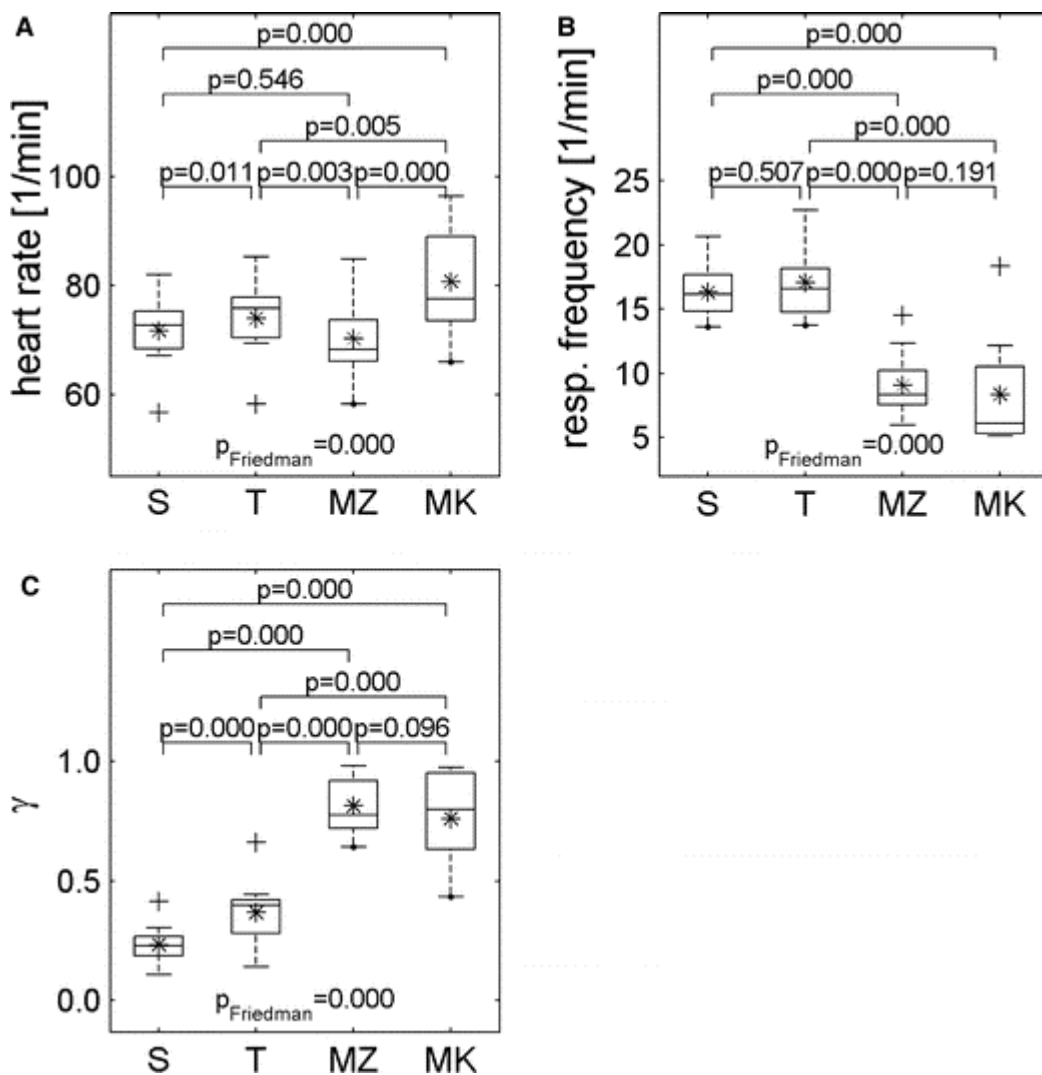 A
heart rate [1/min]
p=0.000
p=0.546
p=0.005
p=0.011 p=0.003 p=0.000
100
80
60
pFriedman=0.000
S T MZ MK
B
resp. frequency [1/min]
p=0.000
p=0.000
p=0.000
p=0.507 p=0.000 p=0.191
25
20
15
10
5
pFriedman=0.000
S T MZ MK
C
γ
p=0.000
p=0.000
p=0.000
p=0.000 p=0.000 p=0.096
1.0
0.5
0.0
pFriedman=0.000
S T MZ MK